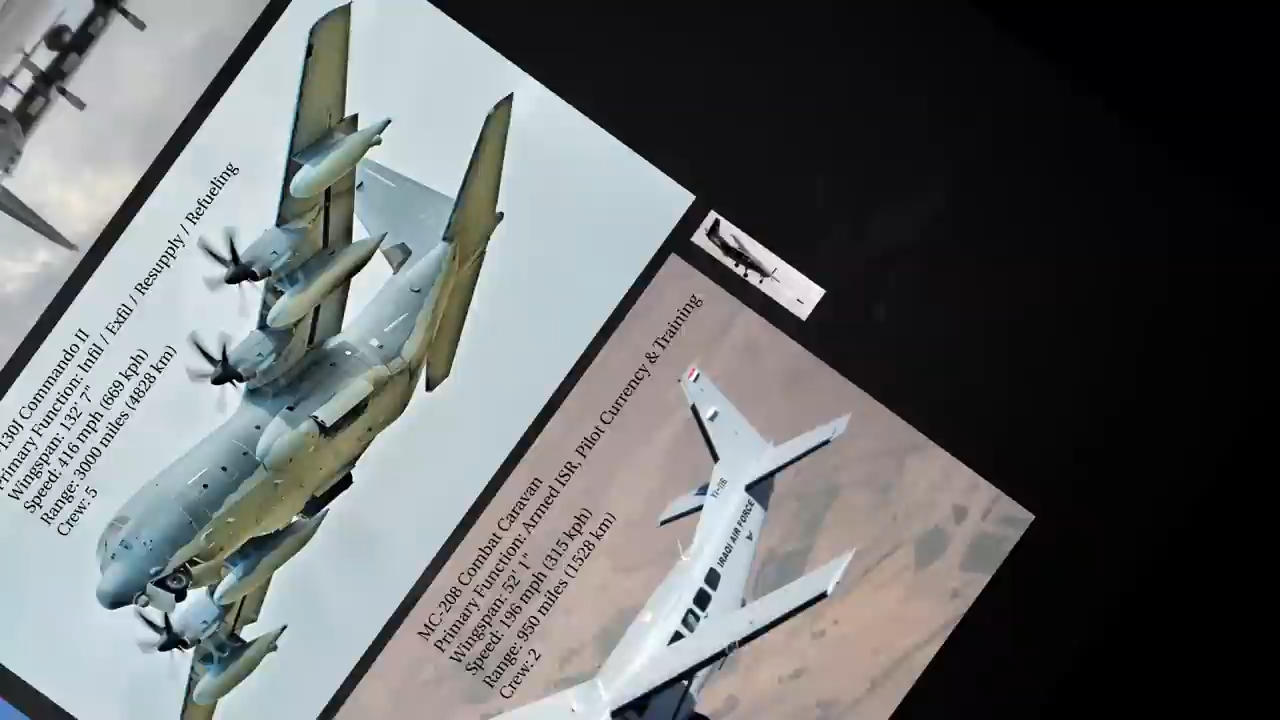 130J Commando II
Primary Function: Infil / Exfil / Resupply / Refueling
Wingspan: 132' 7"
Speed: 416 mph (669 kph)
Range: 3000 miles (4828 km)
Crew: 5
MC-208 Combat Caravan
Primary Function: Armed ISR, Pilot Currency & Training
Wingspan: 52' 1"
Speed: 196 mph (315 kph)
Range: 950 miles (1528 km)
Crew: 2
YI-116
IRAQI AIR FORCE